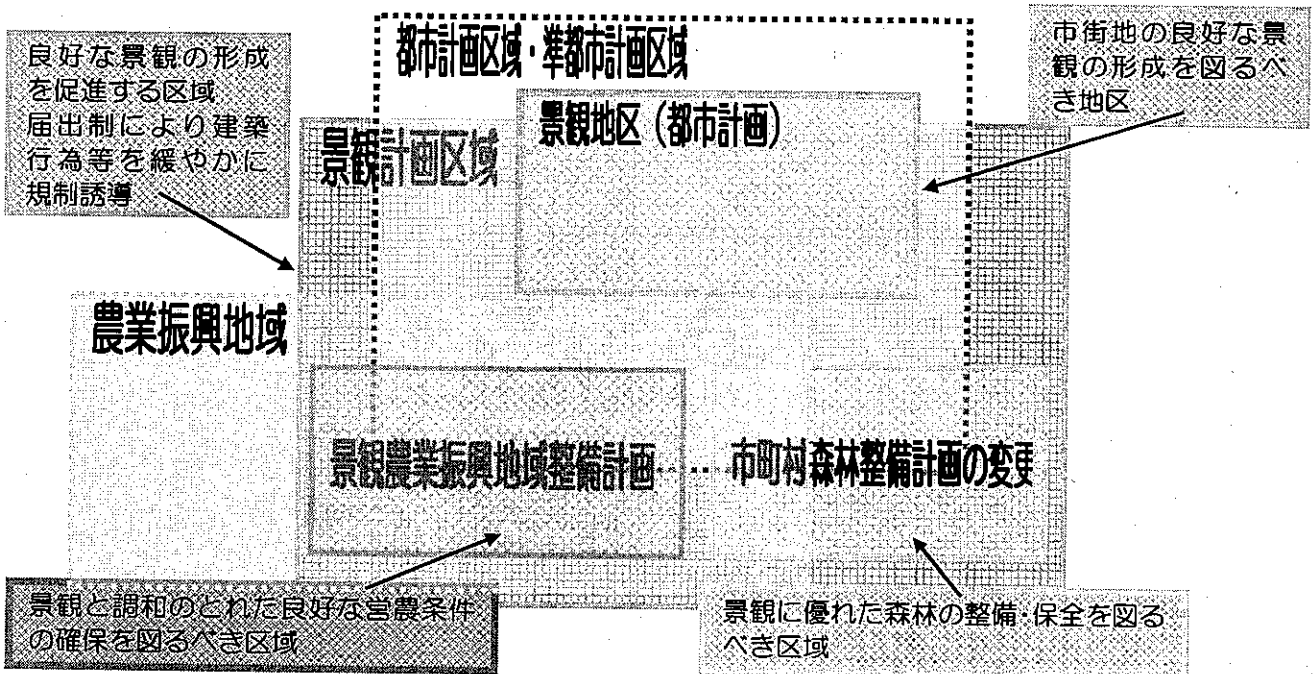 良好な景観の形成
を促進する区域
届出制により建築
行為等を緩やかに
規制誘導
都市計画区域・準都市計画区域
市街地の良好な景
観の形成を図るべ
き地区
景観地区（都市計画）
景観計画区域
農業振興地域
景観農業振興地域整備計画
市町村森林整備計画の変更
景観と調和のとれた良好な営農条件
の確保を図るべき区域
景観に優れた森林の整備・保全を図る
べき区域